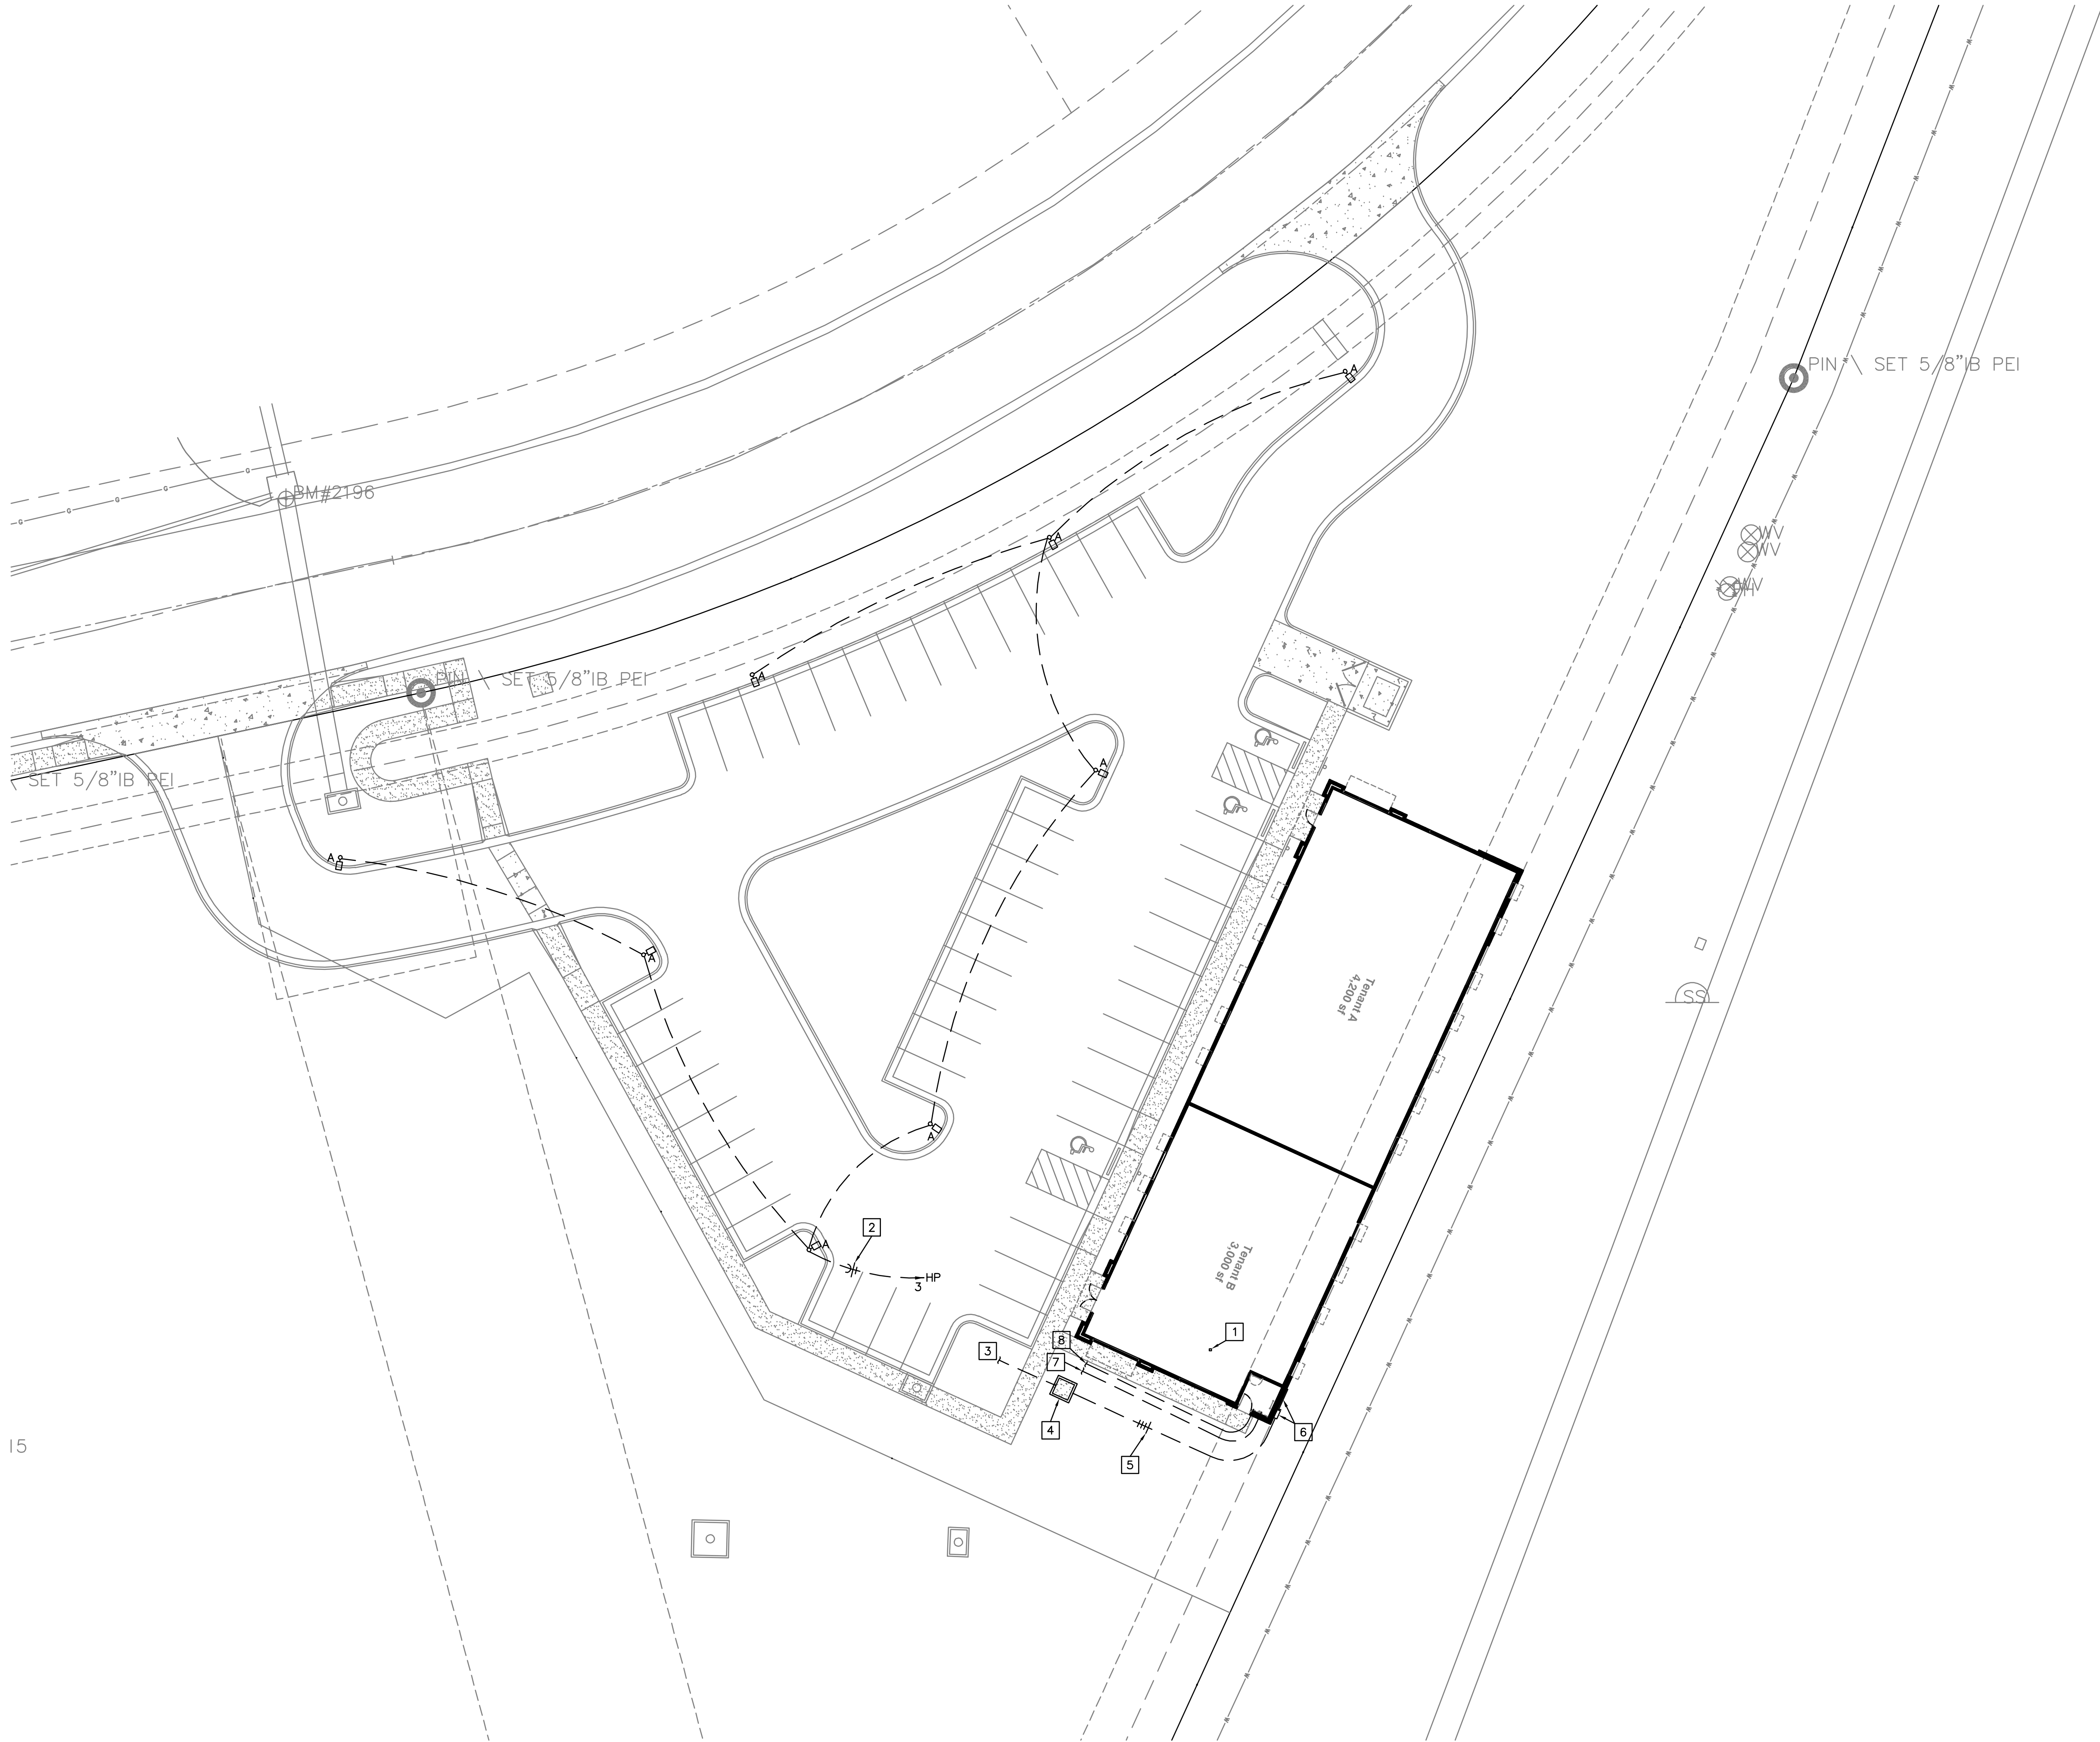 PIN \ SET 5/8"IB PEI
G
G
G
G
BM#2196
A
A
WV
WV
WV
FH
A
PIN \ SET 5/8"IB PEI
\ SET 5/8"IB PEI
A
A
A
Tenant A
4,200 sf
SS
A
A
2
HP
3
Tenant B
3,000 sf
1
8
3
7
4
6
5
15